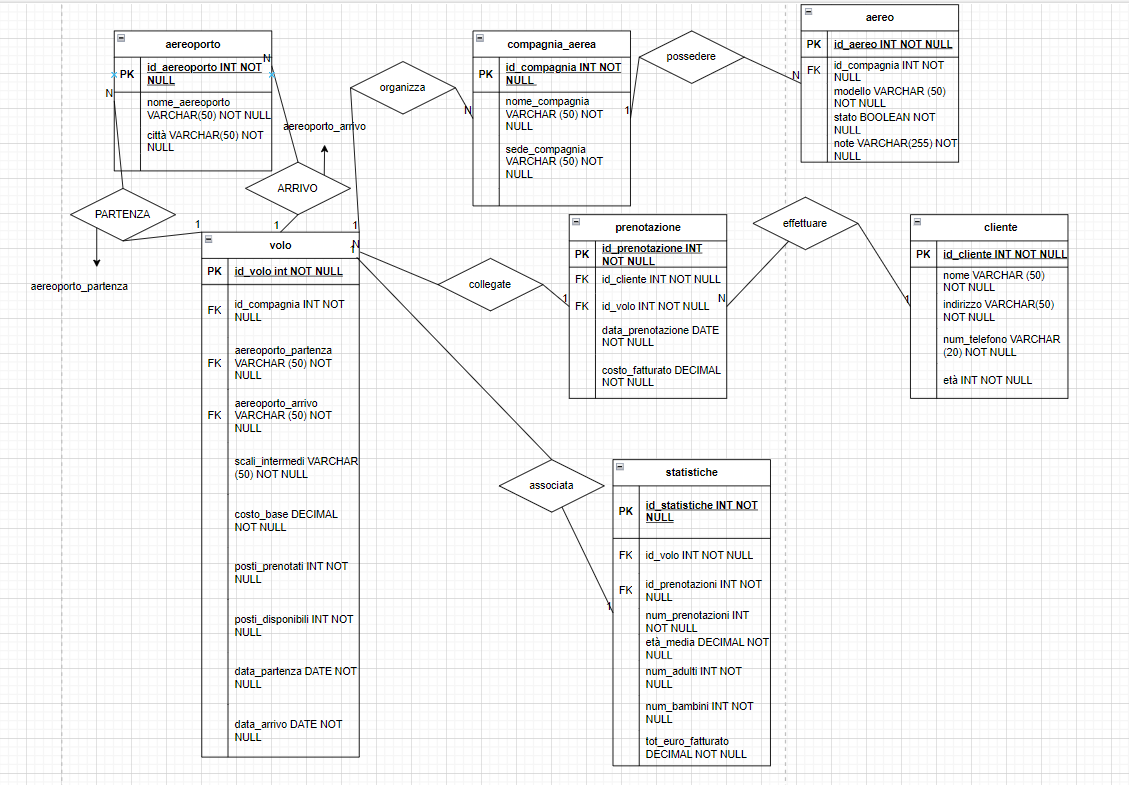 aereoporto
PK
id_aereoporto INT NOT
NULL
nome_aereoporto
VARCHAR(50) NOT NULL
città VARCHAR(50) NOT
NULL
N
N
compagnia_aerea
PK
id_compagnia INT NOT
NULL
nome_compagnia
VARCHAR (50) NOT
NULL
sede_compagnia
VARCHAR (50) NOT
NULL
organizza
N
1
possedere
1
N
aereo
PK
id_aereo INT NOT NULL
FK
id_compagnia INT NOT
NULL
modello VARCHAR (50)
NOT NULL
stato BOOLEAN NOT
NULL
note VARCHAR(255) NOT
NULL
aereoporto_arrivo
ARRIVO
1
PARTENZA
1
aereoporto_partenza
volo
PK
id_volo int NOT NULL
FK
id_compagnia INT NOT
NULL
FK
aereoporto_partenza
VARCHAR (50) NOT
NULL
FK
aereoporto_arrivo
VARCHAR (50) NOT
NULL
scali_intermedi VARCHAR
(50) NOT NULL
costo_base DECIMAL
NOT NULL
posti_prenotati INT NOT
NULL
posti_disponibili INT NOT
NULL
data_partenza DATE NOT
NULL
data_arrivo DATE NOT
NULL
N
1
collegate
1
prenotazione
PK
id_prenotazione INT
NOT NULL
FK
id_cliente INT NOT NULL
FK
id_volo INT NOT NULL
data_prenotazione DATE
NOT NULL
costo_fatturato DECIMAL
NOT NULL
N
effettuare
1
cliente
PK
id_cliente INT NOT NULL
nome VARCHAR (50)
NOT NULL
indirizzo VARCHAR(50)
NOT NULL
num_telefono VARCHAR
(20) NOT NULL
età INT NOT NULL
associata
1
statistiche
PK
id_statistiche INT NOT
NULL
FK
id_volo INT NOT NULL
FK
id_prenotazioni INT NOT
NULL
num_prenotazioni INT
NOT NULL
età_media DECIMAL NOT
NULL
num_adulti INT NOT
NULL
num_bambini INT NOT
NULL
tot_euro_fatturato
DECIMAL NOT NULL